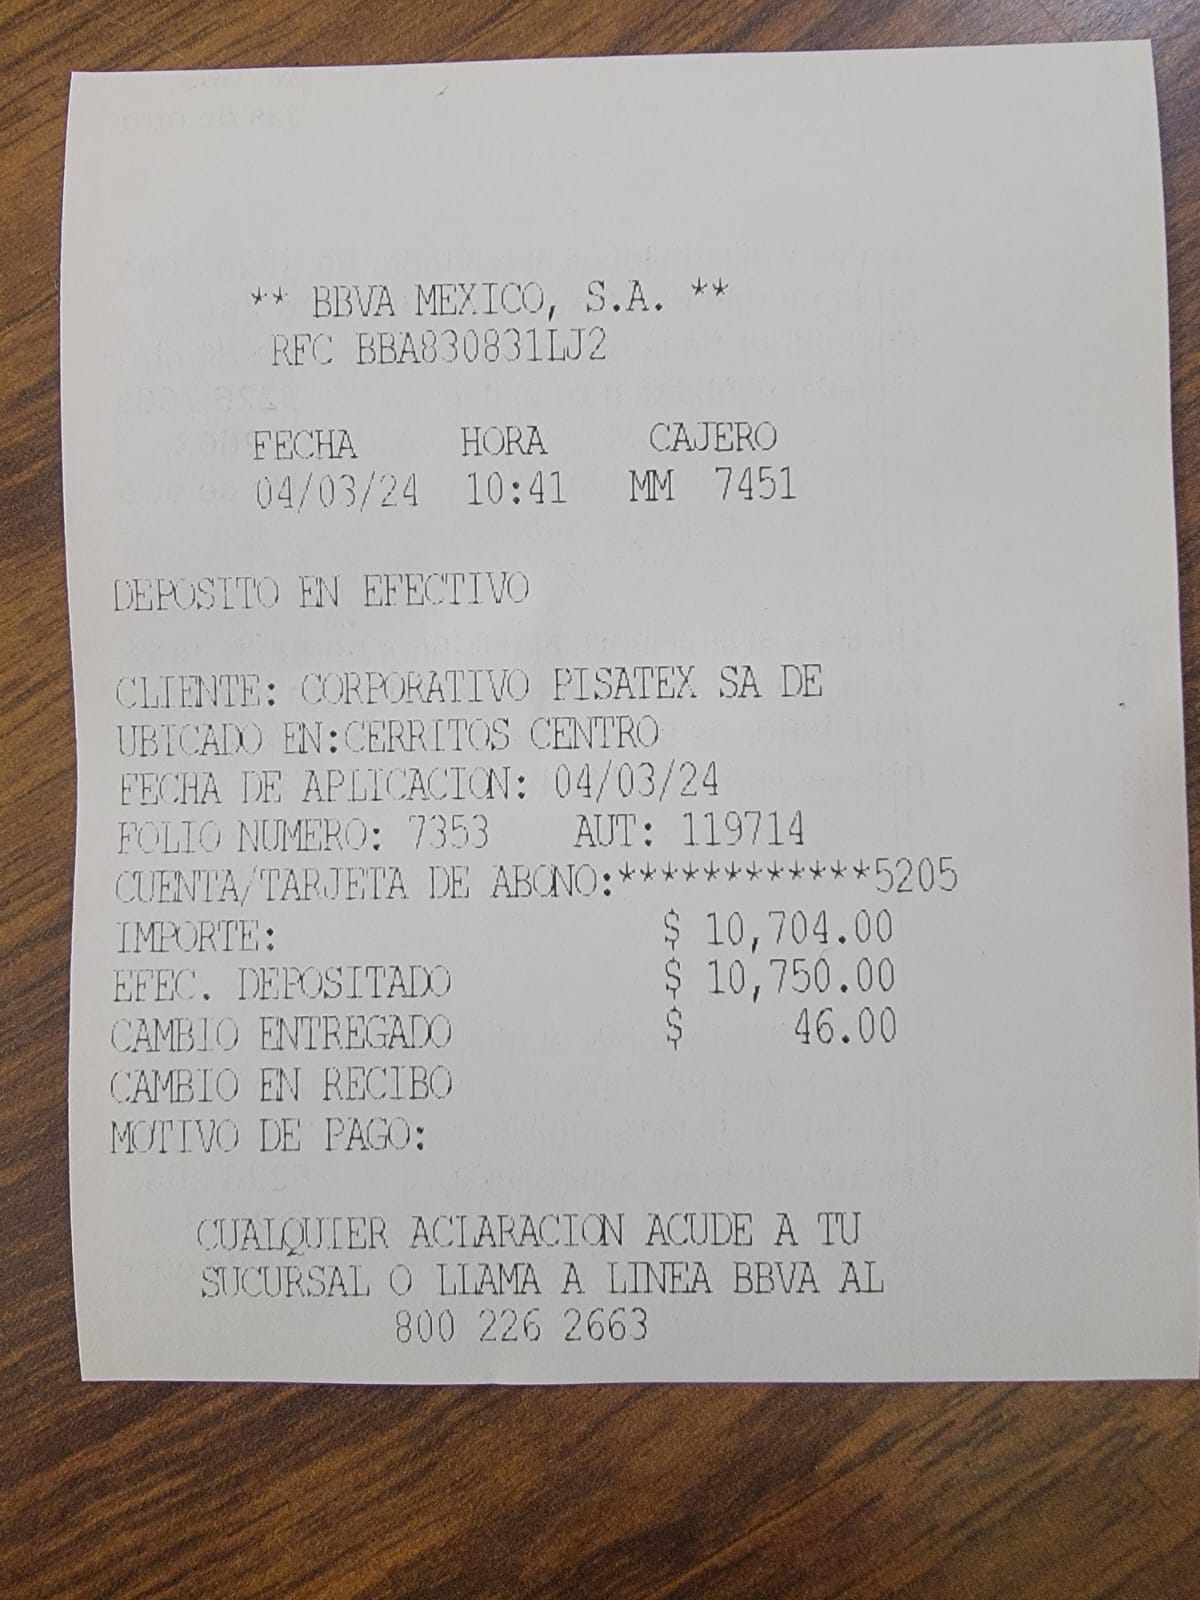 ** BBVA MEXICO, S.A. **
RFC BBA830831LJ2
FECHA HORA CAJERO
04/03/24 10:41 MM 7451
DEPOSITO EN EFECTIVO
CLIENTE: CORPORATIVO PISATEX SA DE
UBICADO EN:CERRITOS CENTRO
FECHA DE APLICACION: 04/03/24
FOLIO NUMERO: 7353 AUT: 119714
CUENTA/TARJETA DE ABONO:************5205
IMPORTE: $ 10,704.00
EFEC. DEPOSITADO $ 10,750.00
CAMBIO ENTREGADO $ 46.00
CAMBIO EN RECIBO
MOTIVO DE PAGO:
CUALQUIER ACLARACION ACUDE A TU
SUCURSAL O LLAMA A LINEA BBVA AL
800 226 2663